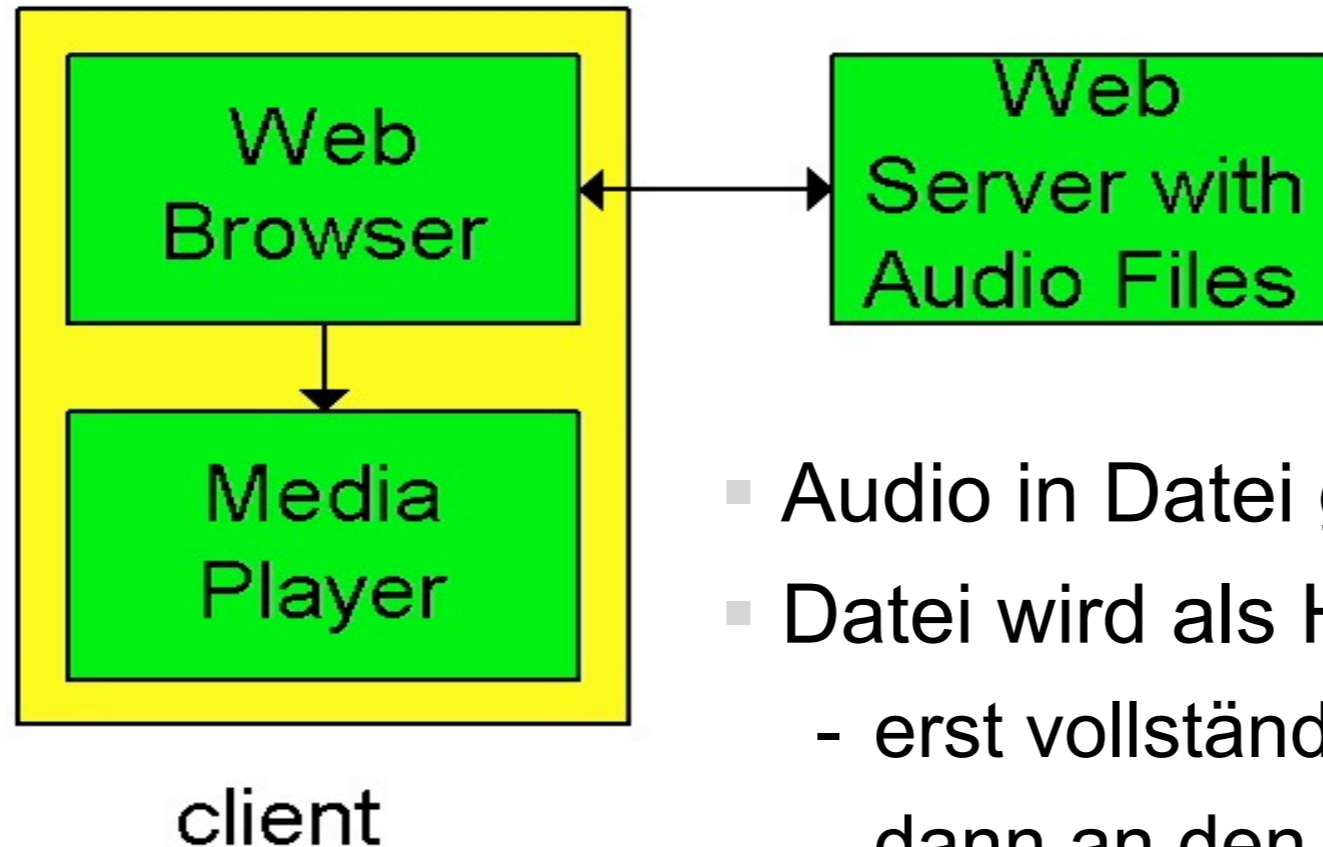 Web
Browser
Media
Player
client
Web
Server with
Audio Files
Audio in Datei
Datei wird als
- erst
dann an den